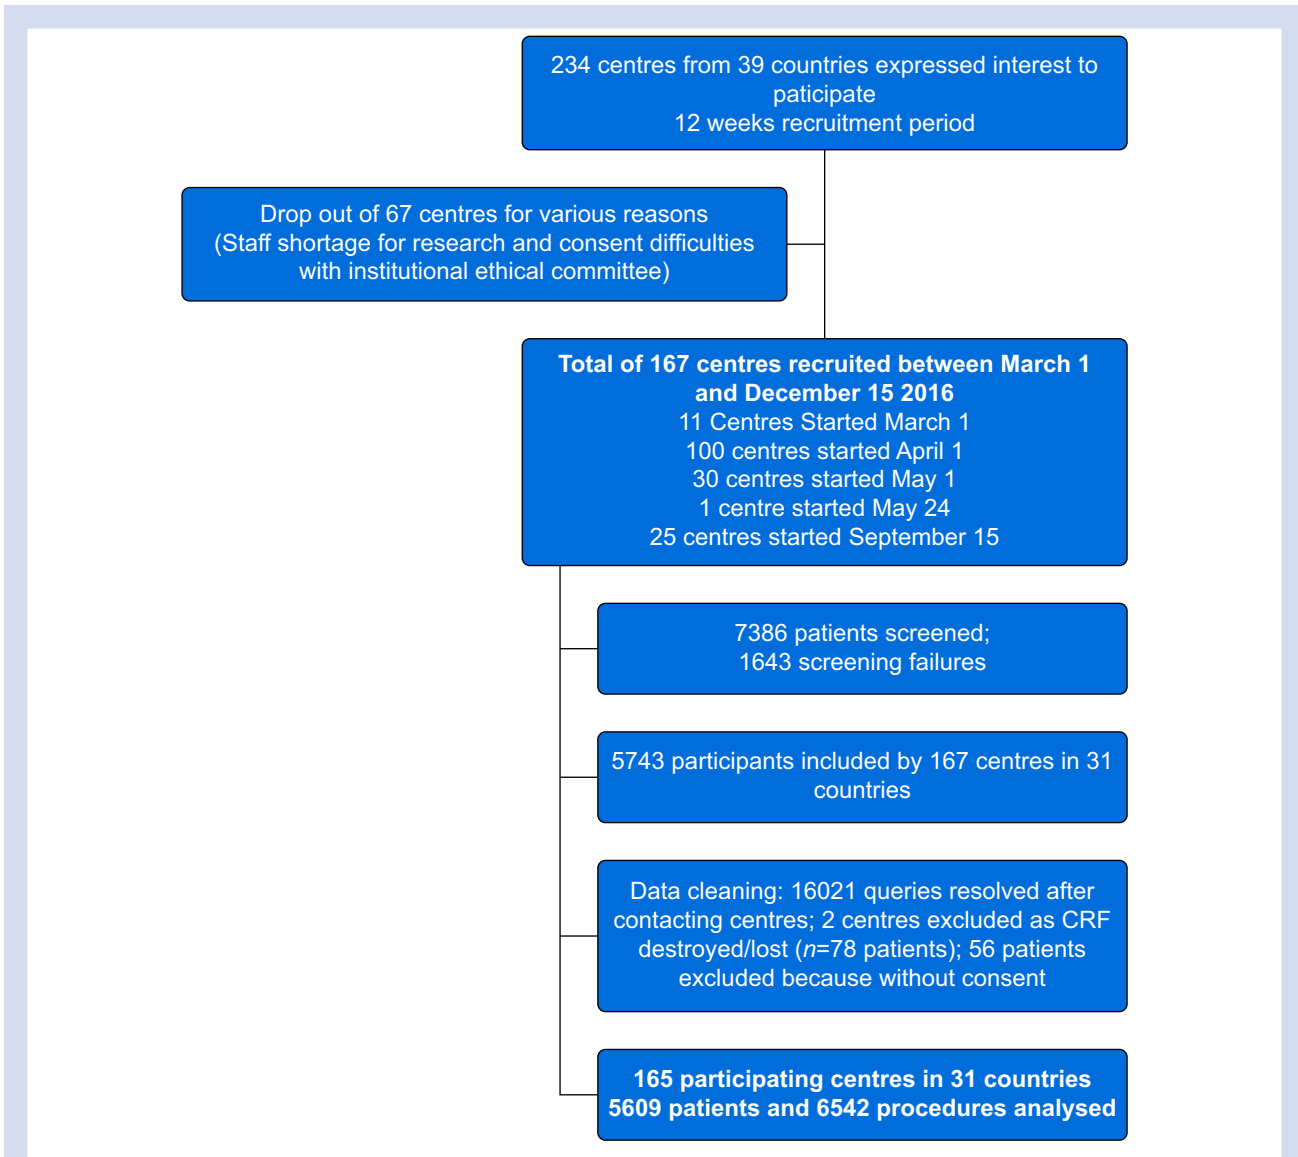 234 centres from 39 countries expressed interest to
paticipate
12 weeks recruitment period
Drop out of 67 centres for various reasons
(Staff shortage for research and consent difficulties
with institutional ethical committee)
Total of 167 centres recruited between March 1
and December 15 2016
11 Centres Started March 1
100 centres started April 1
30 centres started May 1
1 centre started May 24
25 centres started September 15
7386 patients screened;
1643 screening failures
5743 participants included by 167 centres in 31
countries
Data cleaning: 16021 queries resolved after
contacting centres; 2 centres excluded as CRF
destroyed/lost (n=78 patients); 56 patients
excluded because without consent
165 participating centres in 31 countries
5609 patients and 6542 procedures analysed